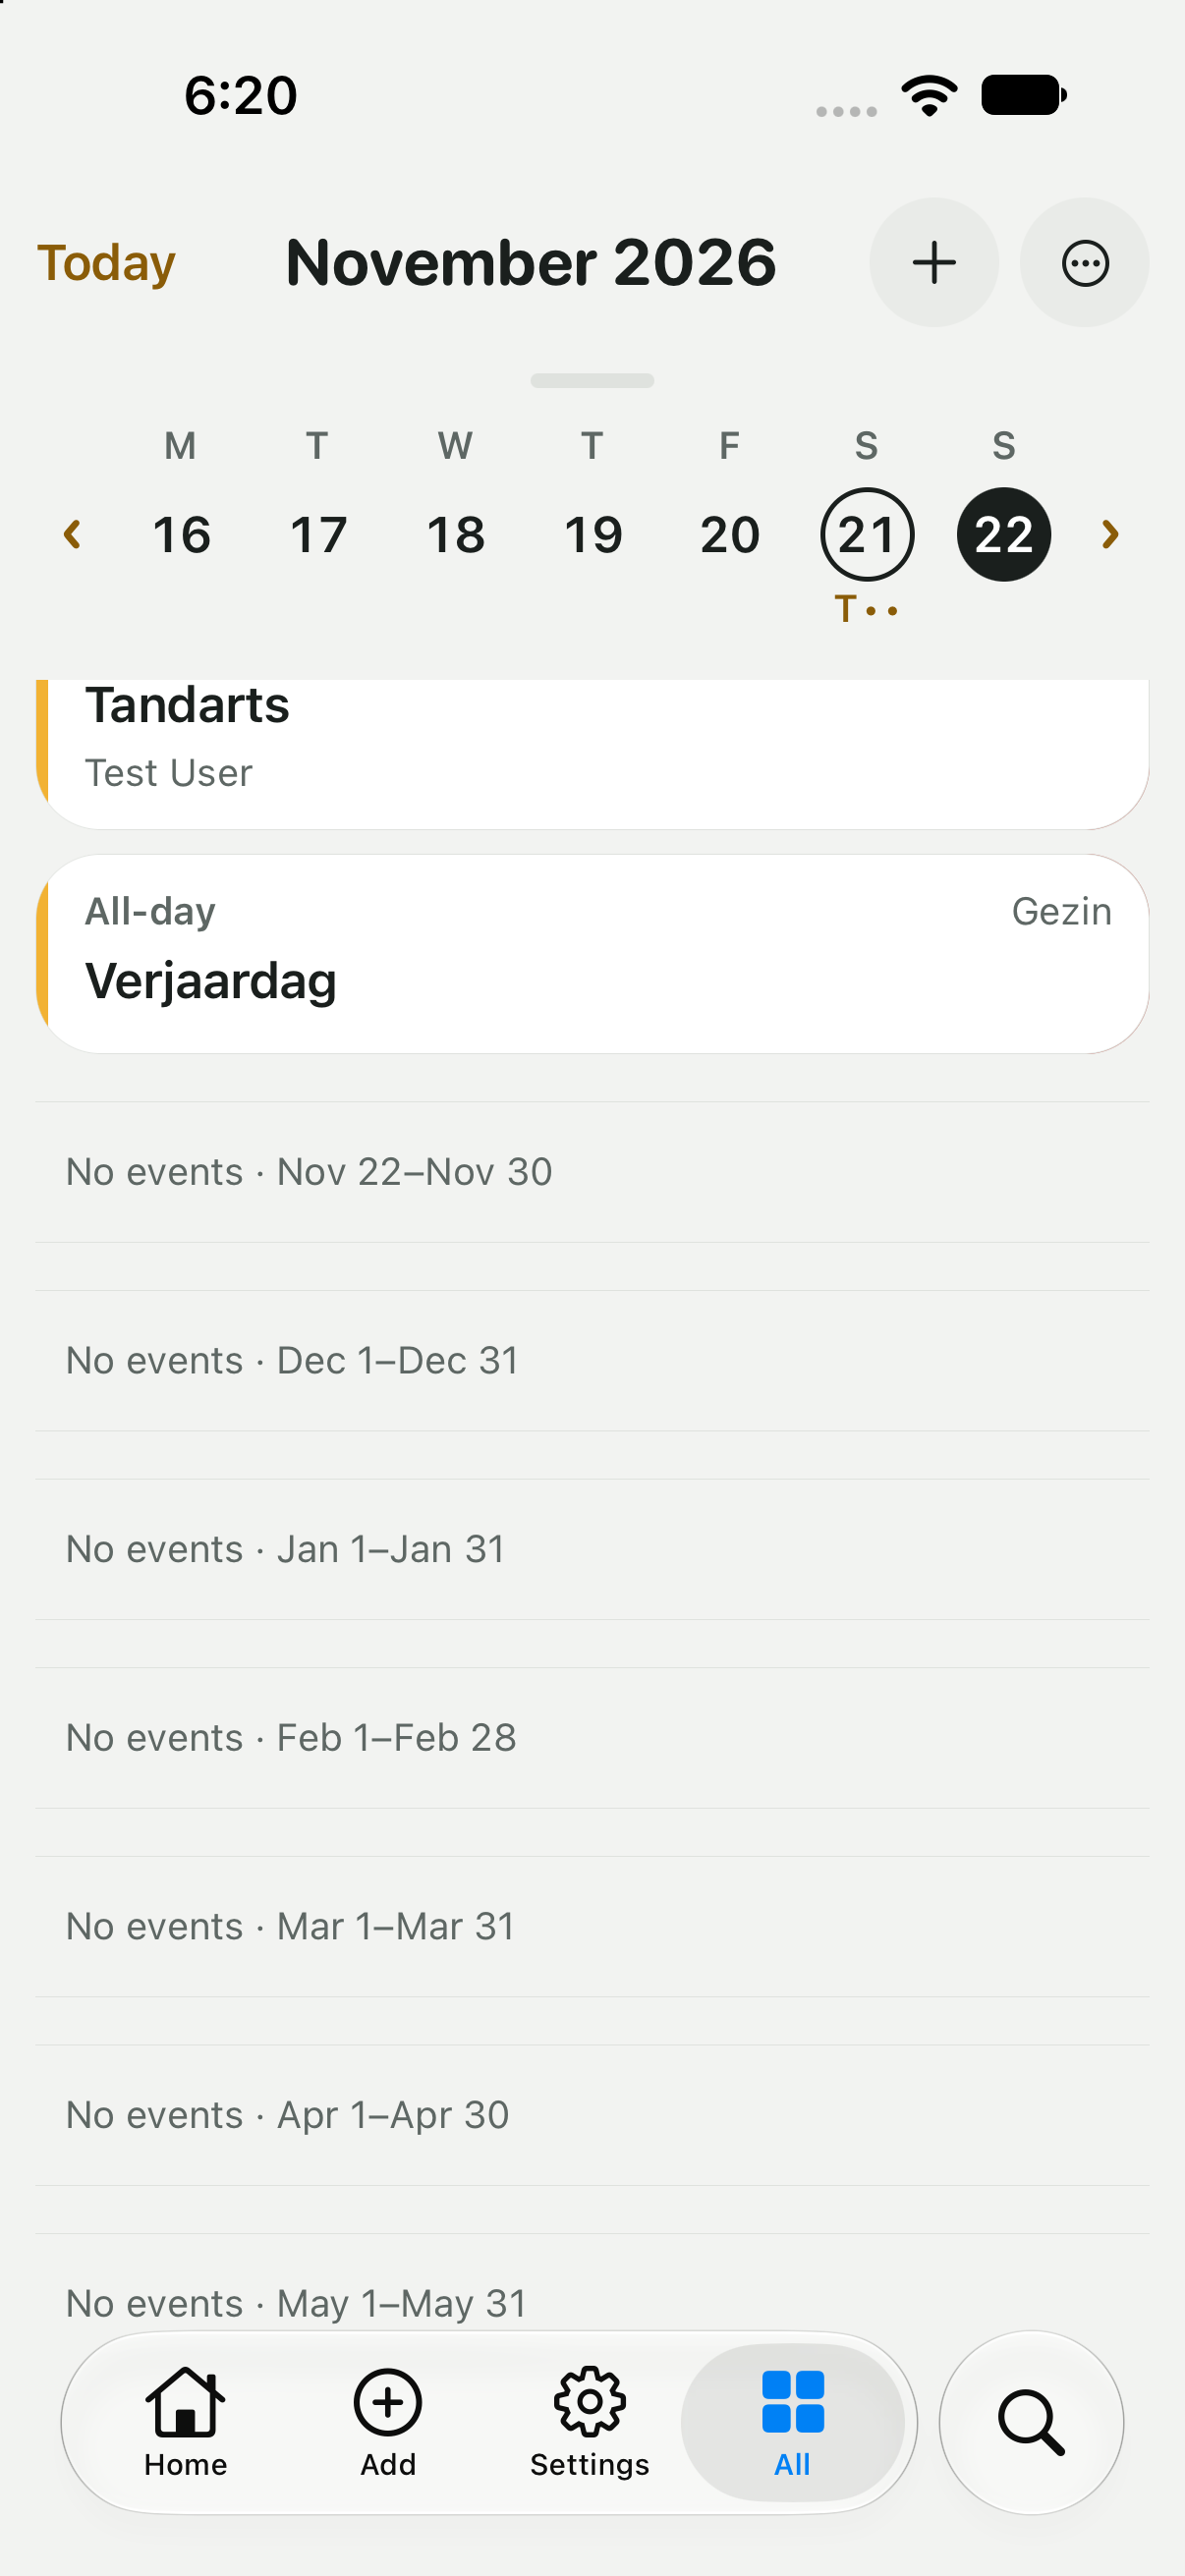 6:20
Today November 2026
M T W T F S S
16 17 18 19 20 21 22
T
Tandarts
Test User
All-day Gezin
Verjaardag
No events · Nov 22–Nov 30
No events · Dec 1–Dec 31
No events · Jan 1–Jan 31
No events · Feb 1–Feb 28
No events · Mar 1–Mar 31
No events · Apr 1–Apr 30
No events · May 1–May 31
Home Add Settings All